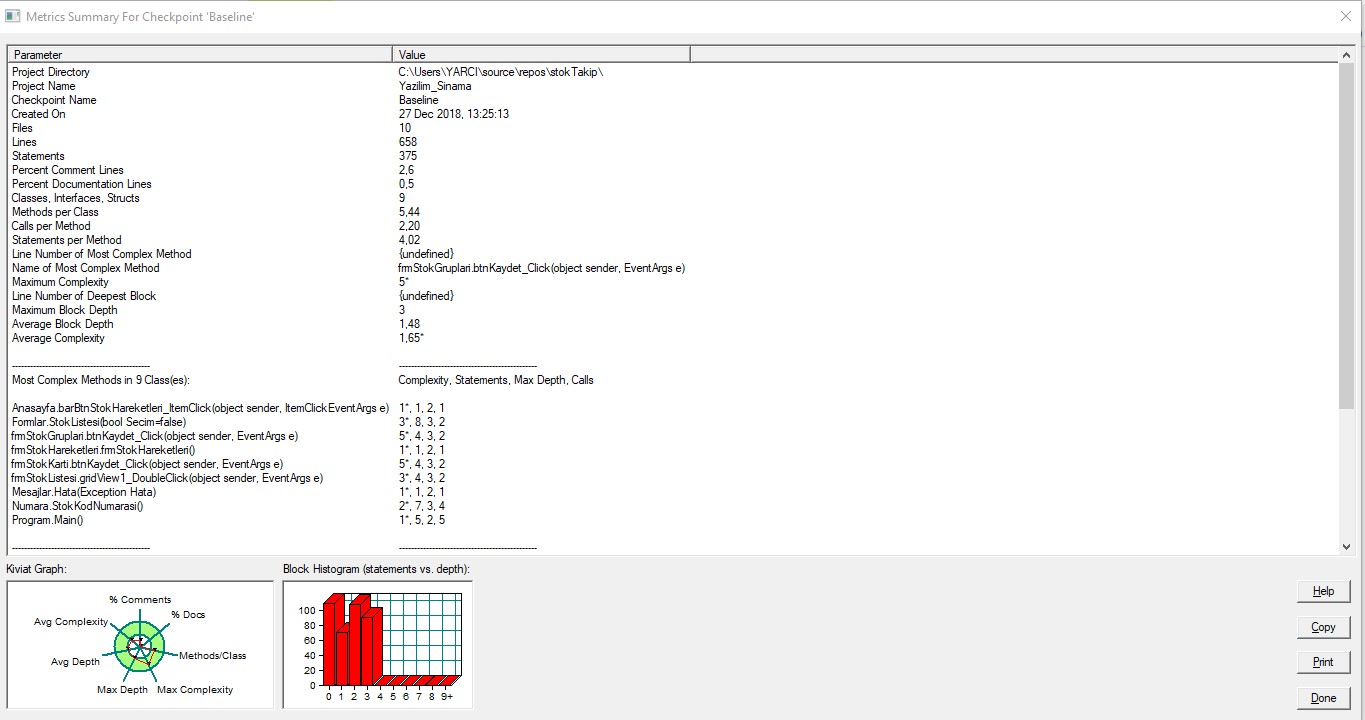 Metrics Summary For Checkpoint 'Baseline'
Parameter Value
Project Directory C:\Users\YARCI\source\repos\stokTakip\
Project Name Yazilim_Sinama
Checkpoint Name Baseline
Created On 27 Dec 2018, 13:25:13
Files 10
Lines 658
Statements 375
Percent Comment Lines 2,6
Percent Documentation Lines 0,5
Classes, Interfaces, Structs 9
Methods per Class 5,44
Calls per Method 2,20
Statements per Method 4,02
Line Number of Most Complex Method {undefined}
Name of Most Complex Method frmStokGruplari.btnKaydet_Click(object sender, EventArgs e)
Maximum Complexity 5*
Line Number of Deepest Block {undefined}
Maximum Block Depth 3
Average Block Depth 1,48
Average Complexity 1,65*
Most Complex Methods in 9 Class(es): Complexity, Statements, Max Depth, Calls
Anasayfa.barBtnStokHareketleri_ItemClick(object sender, ItemClickEventArgs e) 1*, 1, 2, 1
Formlar.StokListesi(bool Secim=false) 3*, 8, 3, 2
frmStokGruplari.btnKaydet_Click(object sender, EventArgs e) 5*, 4, 3, 2
frmStokHareketleri.frmStokHareketleri() 1*, 1, 2, 1
frmStokKarti.btnKaydet_Click(object sender, EventArgs e) 5*, 4, 3, 2
frmStokListesi.gridView1_DoubleClick(object sender, EventArgs e) 3*, 4, 3, 2
Mesajlar.Hata(Exception Hata) 1*, 1, 2, 1
Numara.StokKodNumarasi() 2*, 7, 3, 4
Program.Main() 1*, 5, 2, 5
Kiviat Graph:
% Comments
% Docs
Avg Complexity
Methods/Class
Avg Depth
Max Depth Max Complexity
Block Histogram (statements vs. depth):
100
80
60
40
20
0
0 1 2 3 4 5 6 7 8 9+
Help
Copy
Print
Done